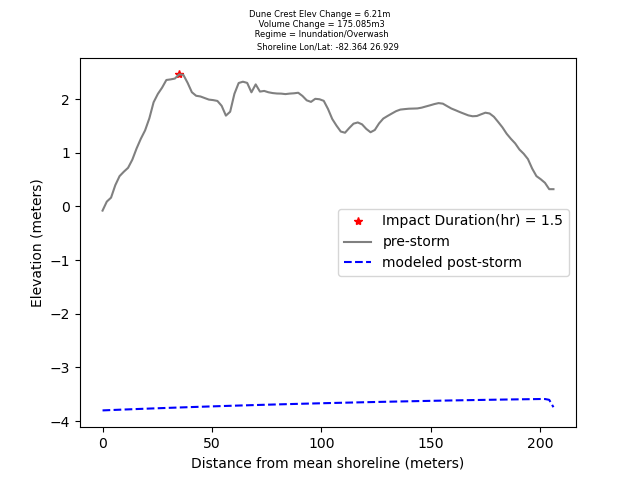 Dune Crest Elev Change = 6.21m
Volume Change = 175.085m3
Regime = Inundation/Overwash
Shoreline Lon/Lat: -82.364 26.929
2
1
0
−1
−2
−3
−4
Elevation (meters)
Impact Duration(hr) = 1.5
pre-storm
modeled post-storm
0 50 100 150 200
Distance from mean shoreline (meters)